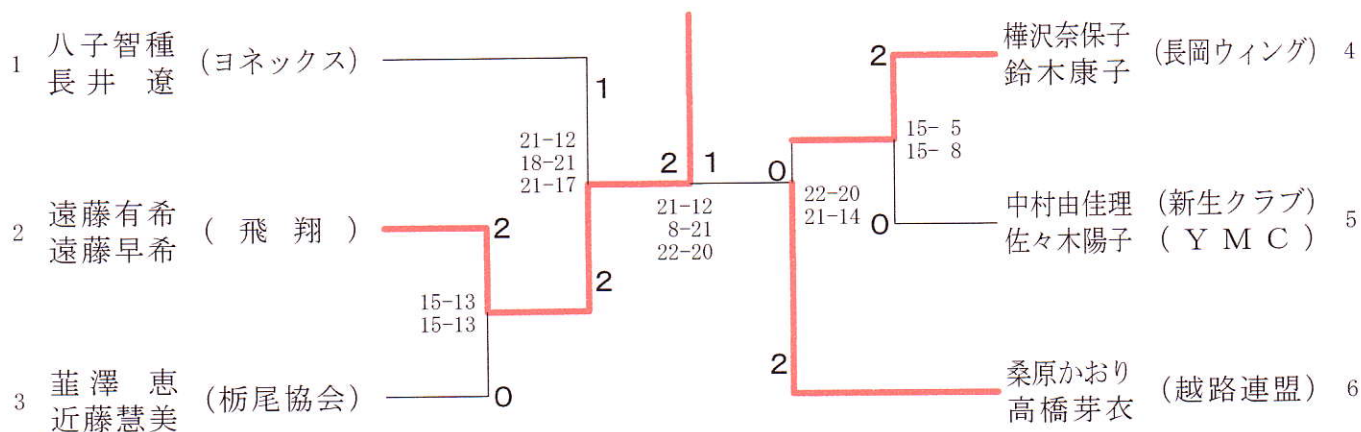 1 八子智種 (ヨネックス)
長井 遼
1
21-12
18-21
21-17
2 遠藤有希 (飛翔)
遠藤早希
2
15-13
15-13
2
3 韮澤 恵 (栃尾協会)
近藤慧美
0
2 1
21-12
8-21
22-20
樺沢奈保子 (長岡ウィング) 4
鈴木康子
2
15- 5
15- 8
0
22-20
21-14
中村由佳理 (新生クラブ) 5
佐々木陽子 (YMC)
0
桑原かおり (越路連盟) 6
高橋芽衣
2